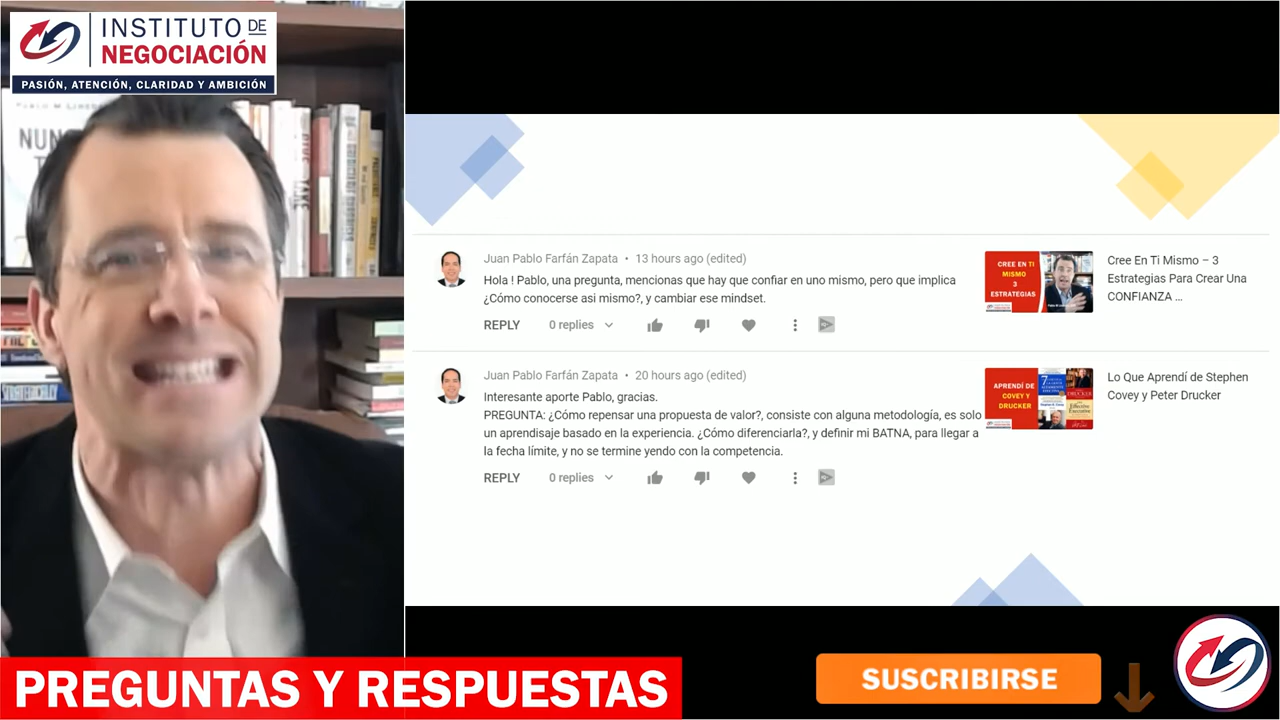 INSTITUTO DE
NEGOCIACIÓN
PASIÓN, ATENCIÓN, CLARIDAD Y AMBICIÓN
NUN
T
Juan Pablo Farfán Zapata • 13 hours ago (edited)
Hola ! Pablo, una pregunta, mencionas que hay que confiar en uno mismo, pero que implica
¿Cómo conocerse asi mismo?, y cambiar ese mindset.
REPLY 0 replies
CREE EN TI
MISMO
3
ESTRATEGIAS
Cree En Ti Mismo – 3
Estrategias Para Crear Una
CONFIANZA ...
Juan Pablo Farfán Zapata • 20 hours ago (edited)
Interesante aporte Pablo, gracias.
PREGUNTA: ¿Cómo repensar una propuesta de valor?, consiste con alguna metodología, es solo
un aprendisaje basado en la experiencia. ¿Cómo diferenciarla?, y definir mi BATNA, para llegar a
la fecha límite, y no se termine yendo con la competencia.
REPLY 0 replies
APRENDÍ DE
COVEY Y
DRUCKER
Lo Que Aprendí de Stephen
Covey y Peter Drucker
PREGUNTAS Y RESPUESTAS
SUSCRIBIRSE